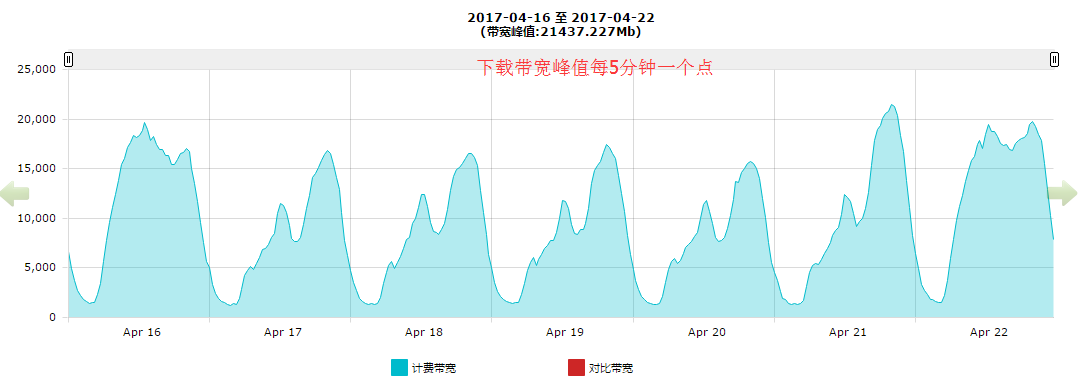 2017-04-16 至 2017-04-22
(带宽峰值:21437.227Mb)
下载带宽峰值每5分钟一个点
25,000
20,000
15,000
10,000
5,000
0
Apr 16 Apr 17 Apr 18 Apr 19 Apr 20 Apr 21 Apr 22
计费带宽 对比带宽